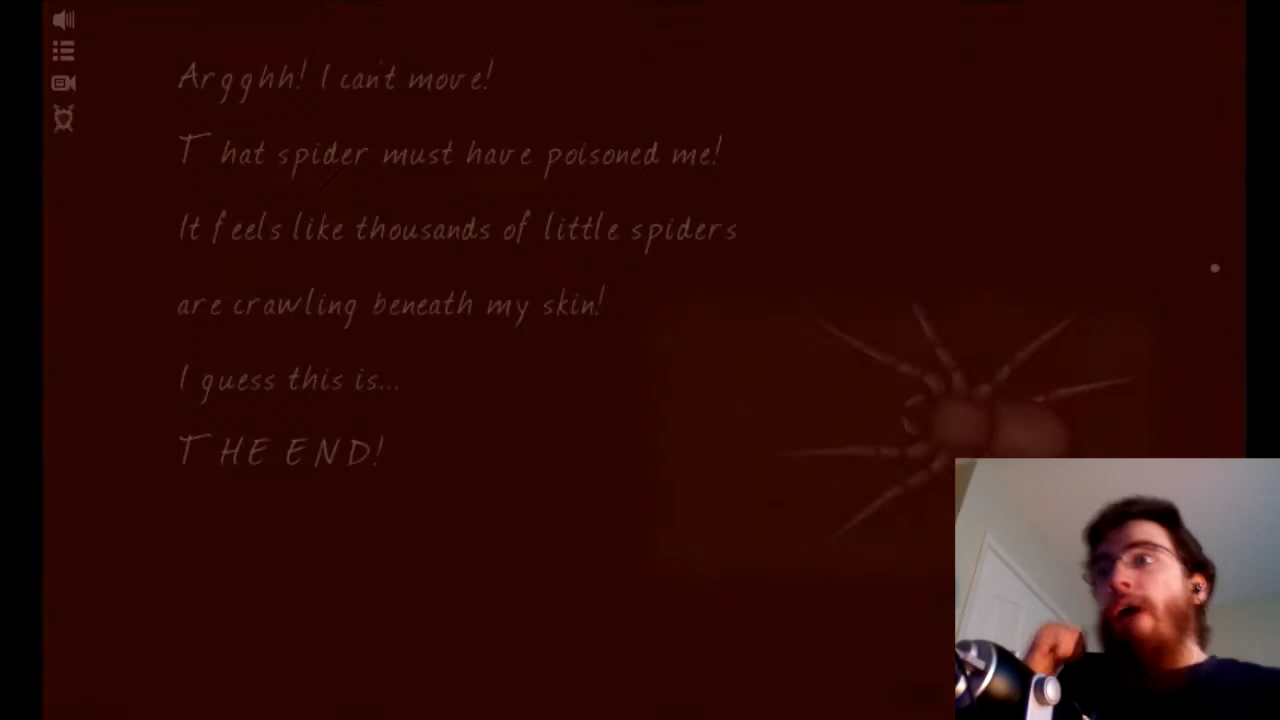 Argghh! I can't move!
That spider must have poisoned me!
It feels like thousands of little spiders
are crawling beneath my skin!
I guess this is...
THE END!